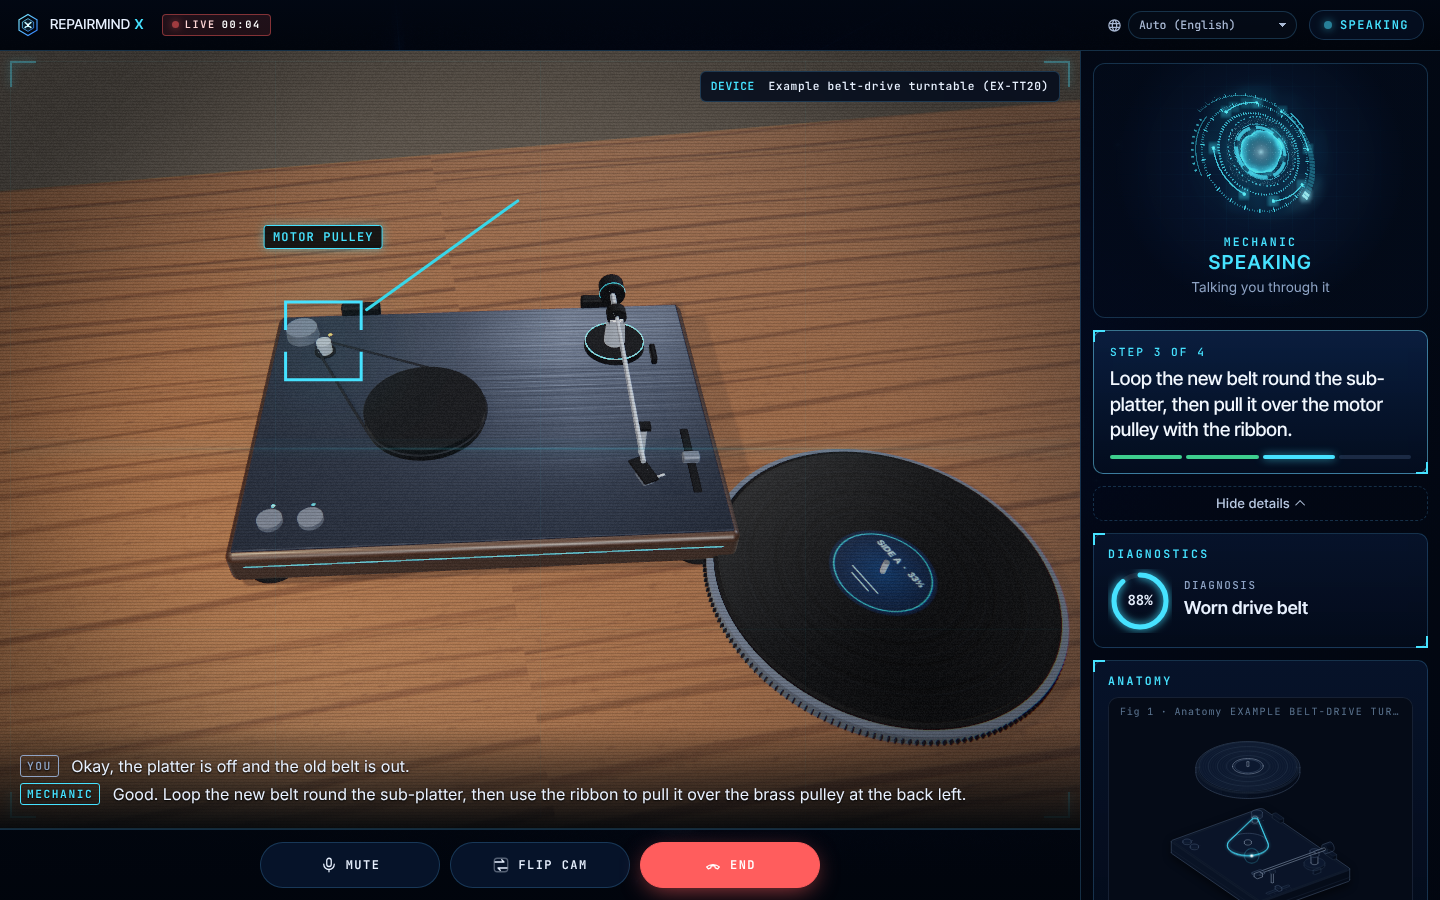 REPAIRMIND X
LIVE 00:04
Auto (English)
SPEAKING
DEVICE Example belt-drive turntable (EX-TT20)
MOTOR PULLEY
SIDE A · 33⅓
YOU Okay, the platter is off and the old belt is out.
MECHANIC Good. Loop the new belt round the sub-platter, then use the ribbon to pull it over the brass pulley at the back left.
MUTE
FLIP CAM
END
MECHANIC
SPEAKING
Talking you through it
STEP 3 OF 4
Loop the new belt round the sub-
platter, then pull it over the motor
pulley with the ribbon.
Hide details
DIAGNOSTICS
88%
DIAGNOSIS
Worn drive belt
ANATOMY
Fig 1 · Anatomy EXAMPLE BELT-DRIVE TUR…